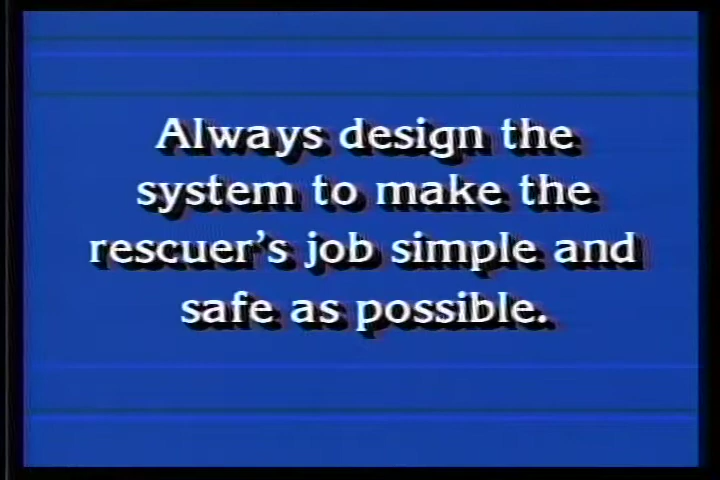 Always design the
system to make the
rescuer's job simple and
safe as possible.